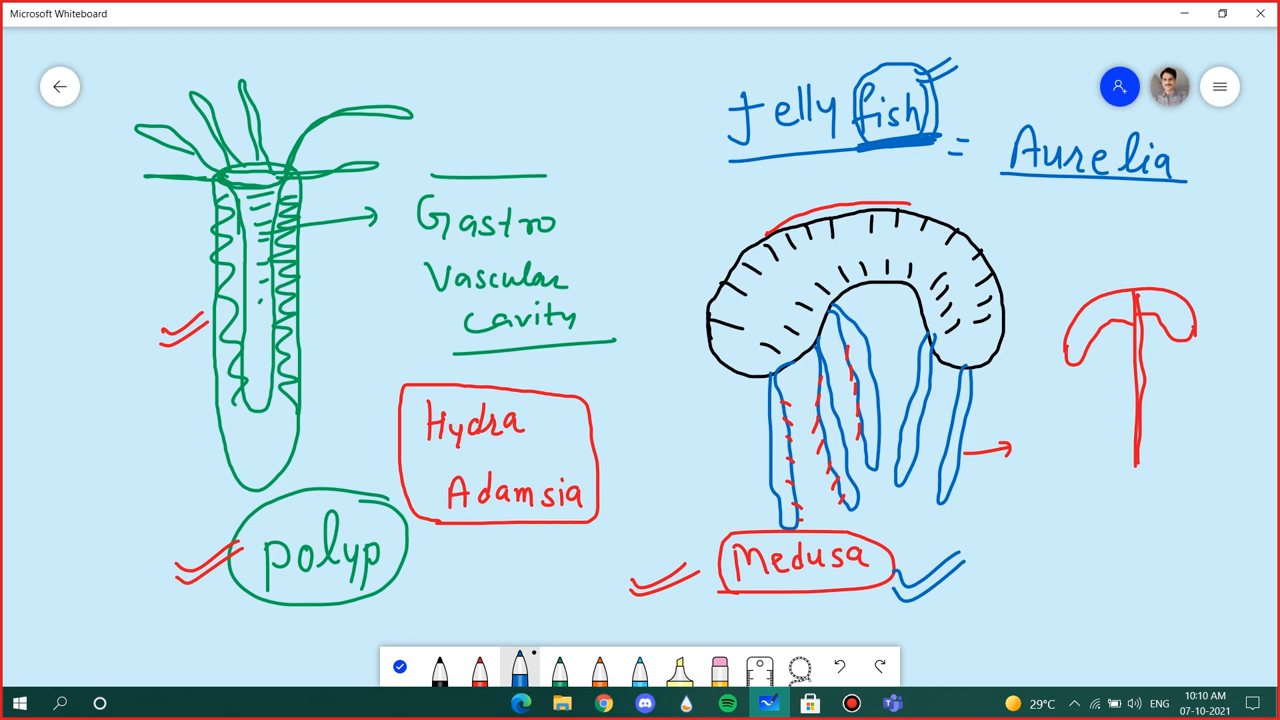 Microsoft Whiteboard
Jelly fish = Aurelia
Gastro
Vascular
cavity
Hydra
Adamsia
polyp
Medusa
ENG
29°C
10:10 AM
07-10-2021